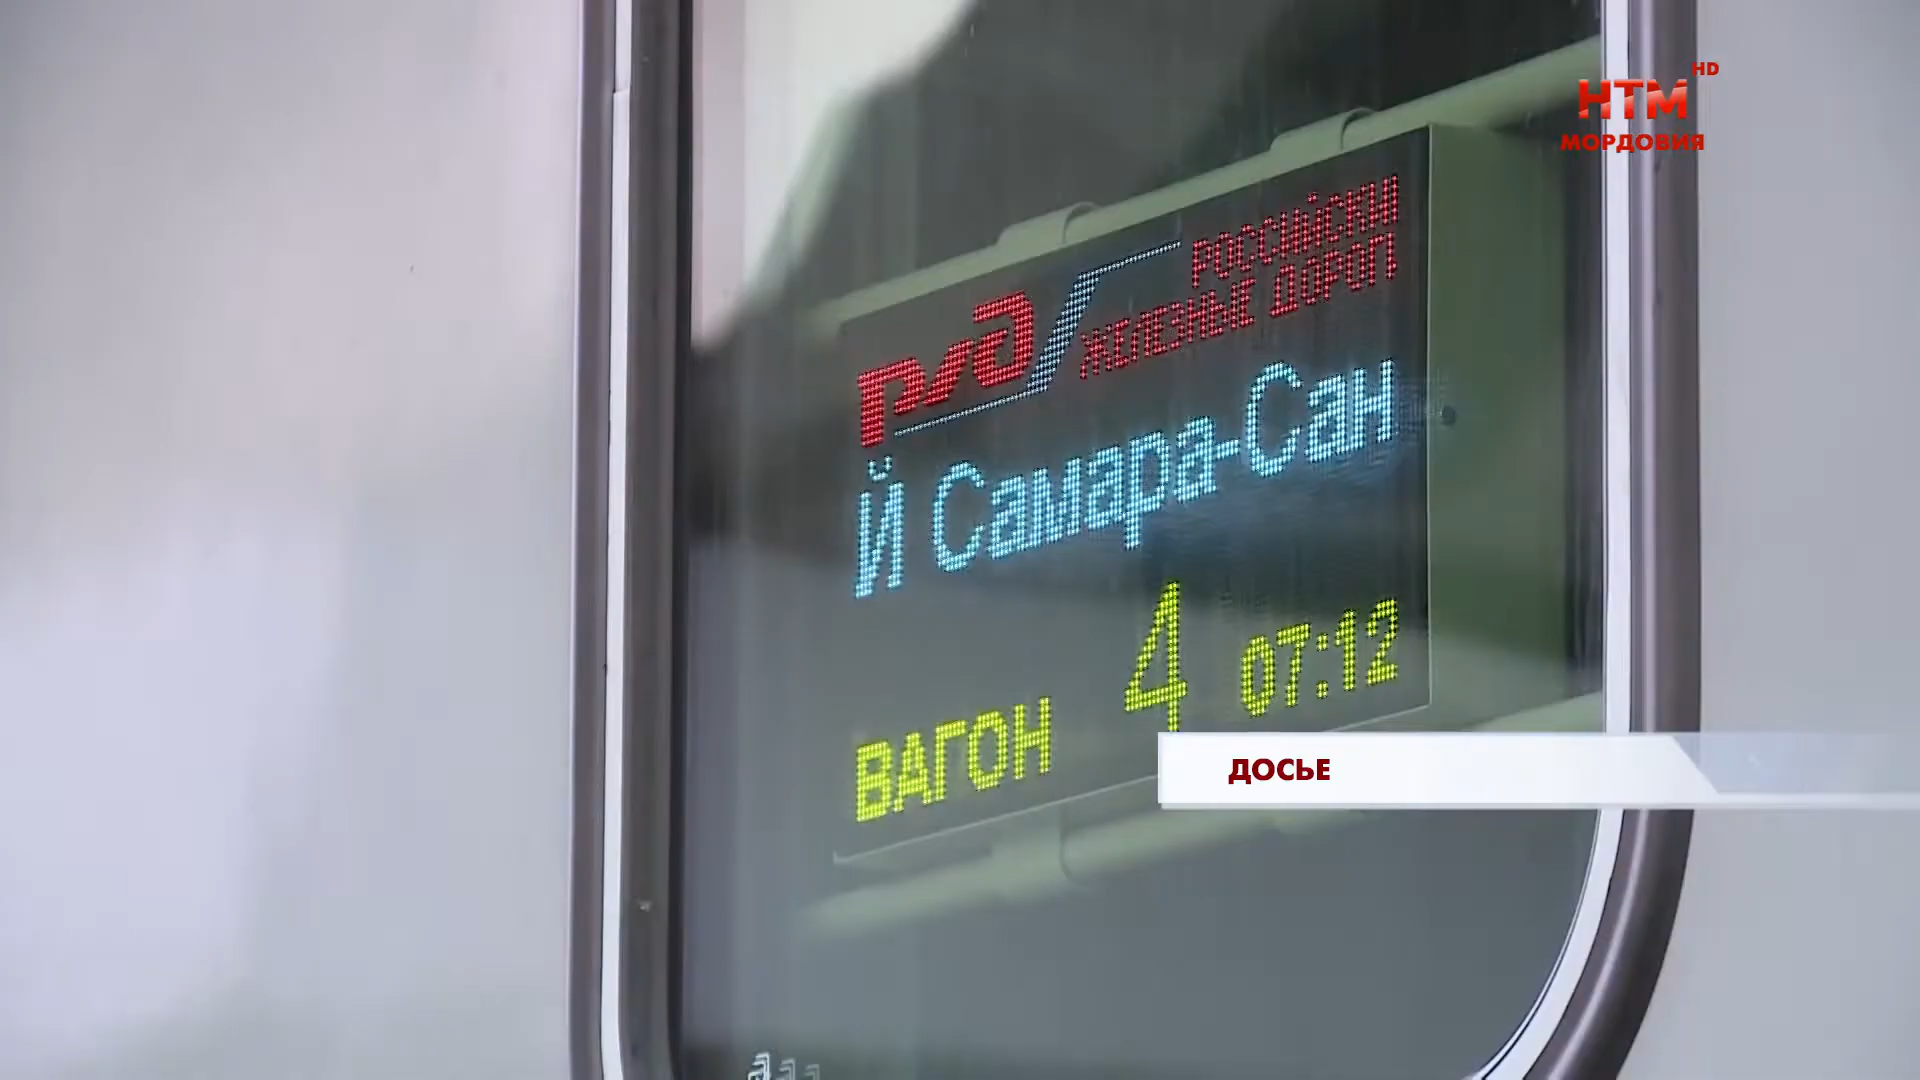 НТМ HD
МОРДОВИЯ
РЖД
РОССИЙСКИ
ЖЕЛЕЗНЫЕ ДОРОГ
Й Самара-Сан
ВАГОН 4 07:12
ДОСЬЕ